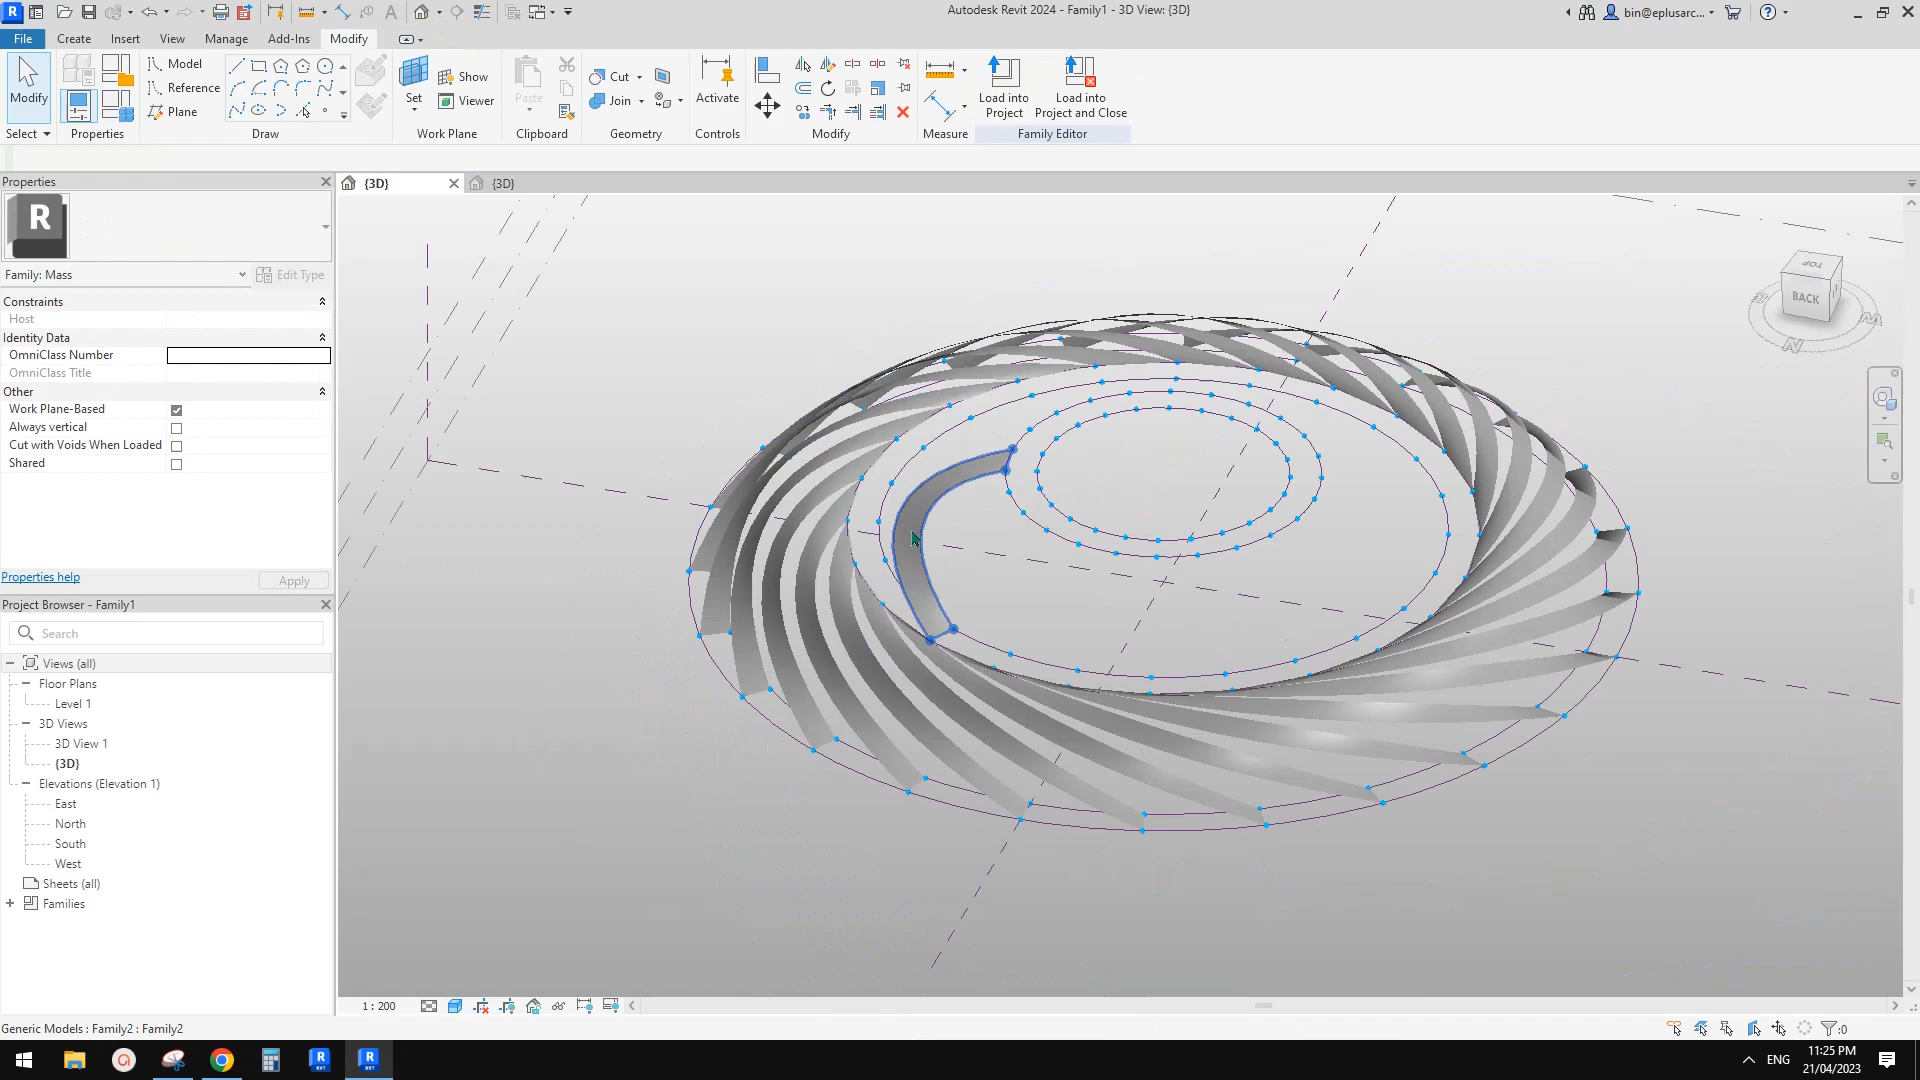 Autodesk Revit 2024 - Family1 - 3D View: {3D}
bin@eplusarc...
File Create Insert View Manage Add-Ins Modify
Modify
Model
Reference
Plane
Set
Show
Viewer
Paste
Cut
Join
Activate
Load into
Project
Load into
Project and Close
Select Properties Draw Work Plane Clipboard Geometry Controls Modify Measure Family Editor
Properties
{3D} {3D}
R
Family: Mass
Edit Type
Constraints
Host
Identity Data
OmniClass Number
OmniClass Title
Other
Work Plane-Based
Always vertical
Cut with Voids When Loaded
Shared
Properties help
Apply
Project Browser - Family1
Search
Views (all)
Floor Plans
Level 1
3D Views
3D View 1
{3D}
Elevations (Elevation 1)
East
North
South
West
Sheets (all)
Families
TOP
BACK
W
N
1 : 200
Generic Models : Family2 : Family2
:0
ENG
11:25 PM
21/04/2023